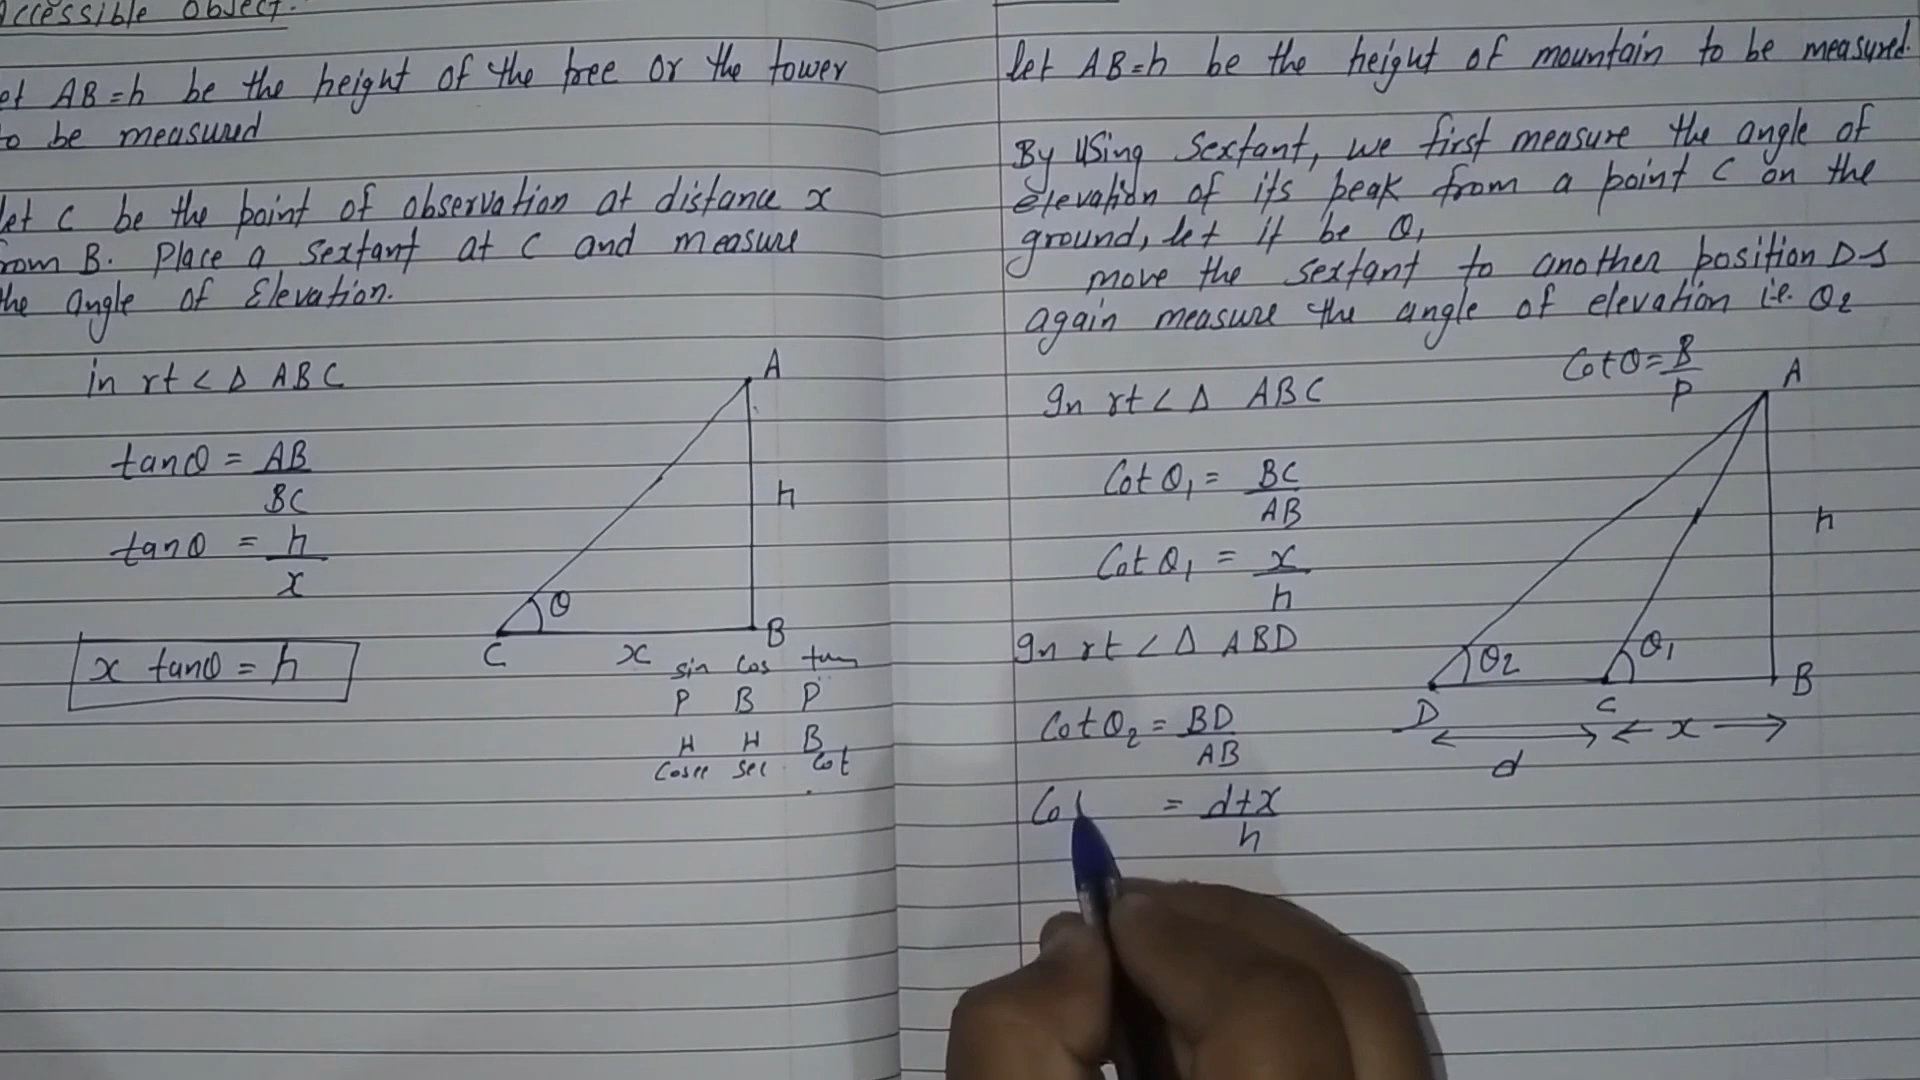 Accessible object.
et AB=h be the height of the tree or the tower
to be measured
let C be the point of observation at distance x
rom B. Place a Sextant at C and measure
the angle of Elevation.
in rt < Δ ABC
tanθ = AB
BC
tanθ = h
x
x tanθ = h
A
h
θ
C
x
B
sin cos tan
P B P
H H B
Cosec Sec Cot
let AB=h be the height of mountain to be measured.
By Using Sextant, we first measure the angle of
elevation of its peak from a point C on the
ground, let it be θ1
move the sextant to another position D &
again measure the angle of elevation i.e. θ2
Cotθ = B
P
In rt < Δ ABC
Cot θ1 = BC
AB
Cot θ1 = x
h
In rt < Δ ABD
Cot θ2 = BD
AB
Cot = d+x
h
A
h
θ2
θ1
D
C
B
d
x